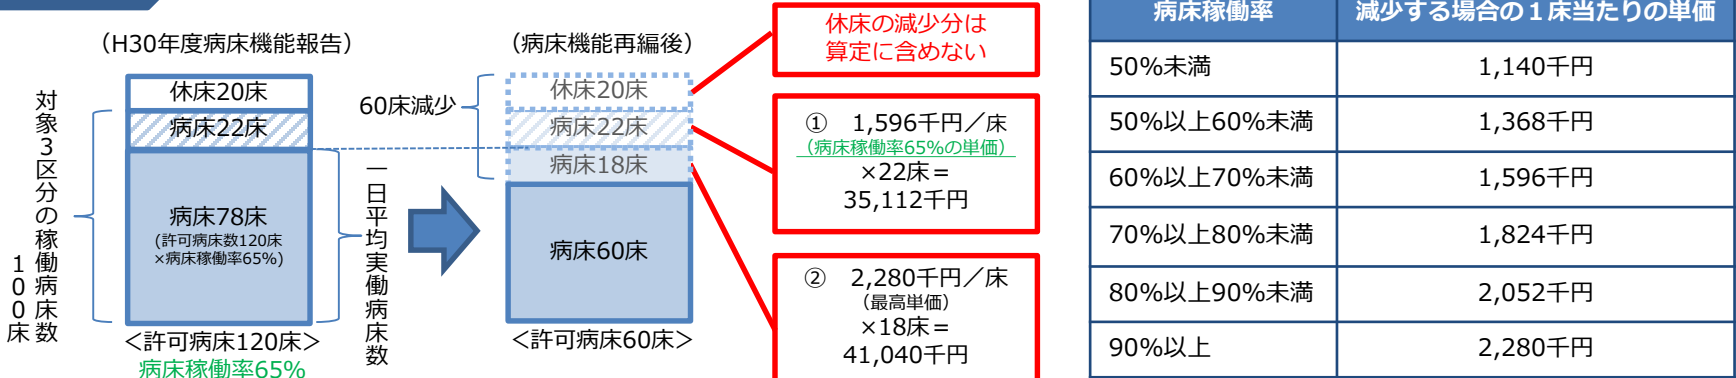 （H30年度病床機能報告）
対象３区分の稼働病床数
１００床
休床20床
病床22床
病床78床
(許可病床数120床
×病床稼働率65%)
一日平均実働病床数
＜許可病床120床＞
病床稼働率65%
（病床機能再編後）
60床減少
休床20床
病床22床
病床18床
病床60床
＜許可病床60床＞
休床の減少分は
算定に含めない
①　1,596千円／床
（病床稼働率65%の単価）
×22床＝
35,112千円
②　2,280千円／床
（最高単価）
×18床＝
41,040千円
病床稼働率　減少する場合の１床当たりの単価
50%未満　1,140千円
50%以上60%未満　1,368千円
60%以上70%未満　1,596千円
70%以上80%未満　1,824千円
80%以上90%未満　2,052千円
90%以上　2,280千円